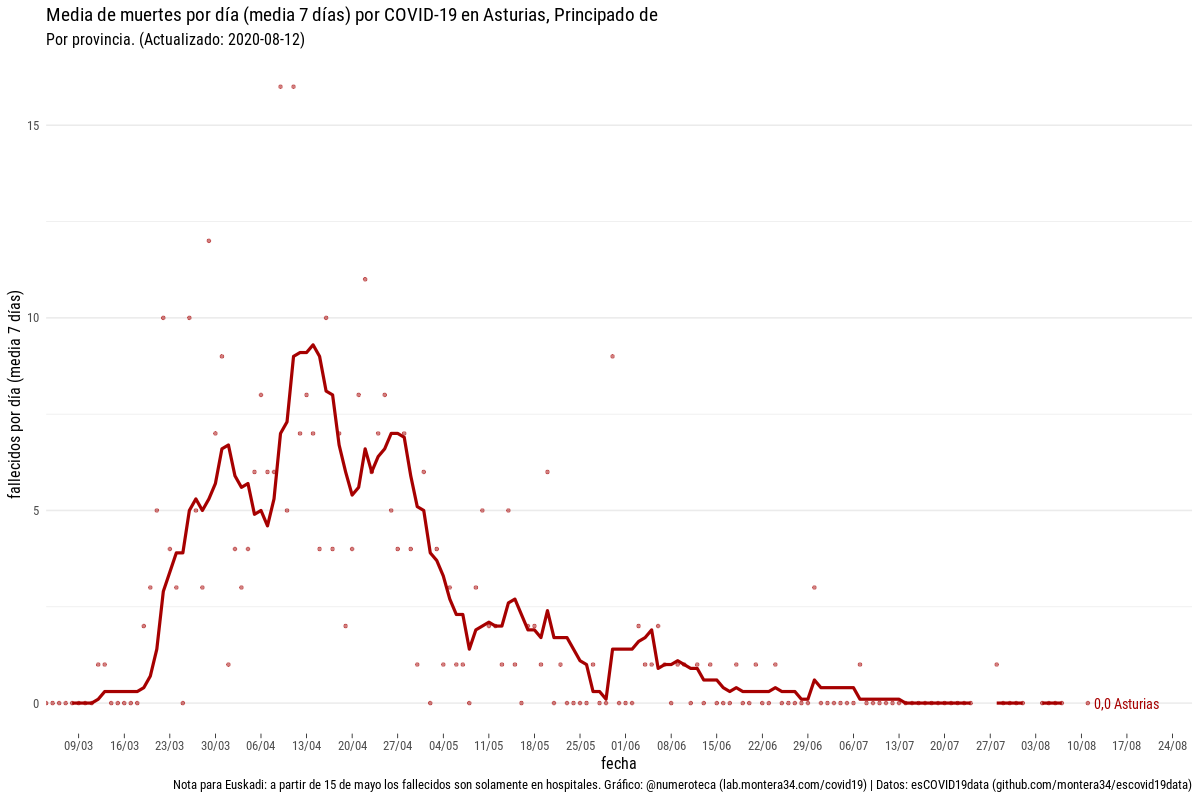 Media de muertes por día (media 7 días) por COVID-19 en Asturias, Principado de
Por provincia. (Actualizado: 2020-08-12)
fallecidos por día (media 7 días)
15
10
5
0
0,0 Asturias
09/03 16/03 23/03 30/03 06/04 13/04 20/04 27/04 04/05 11/05 18/05 25/05 01/06 08/06 15/06 22/06 29/06 06/07 13/07 20/07 27/07 03/08 10/08 17/08 24/08
fecha
Nota para Euskadi: a partir de 15 de mayo los fallecidos son solamente en hospitales. Gráfico: @numeroteca (lab.montera34.com/covid19) | Datos: esCOVID19data (github.com/montera34/escovid19data)